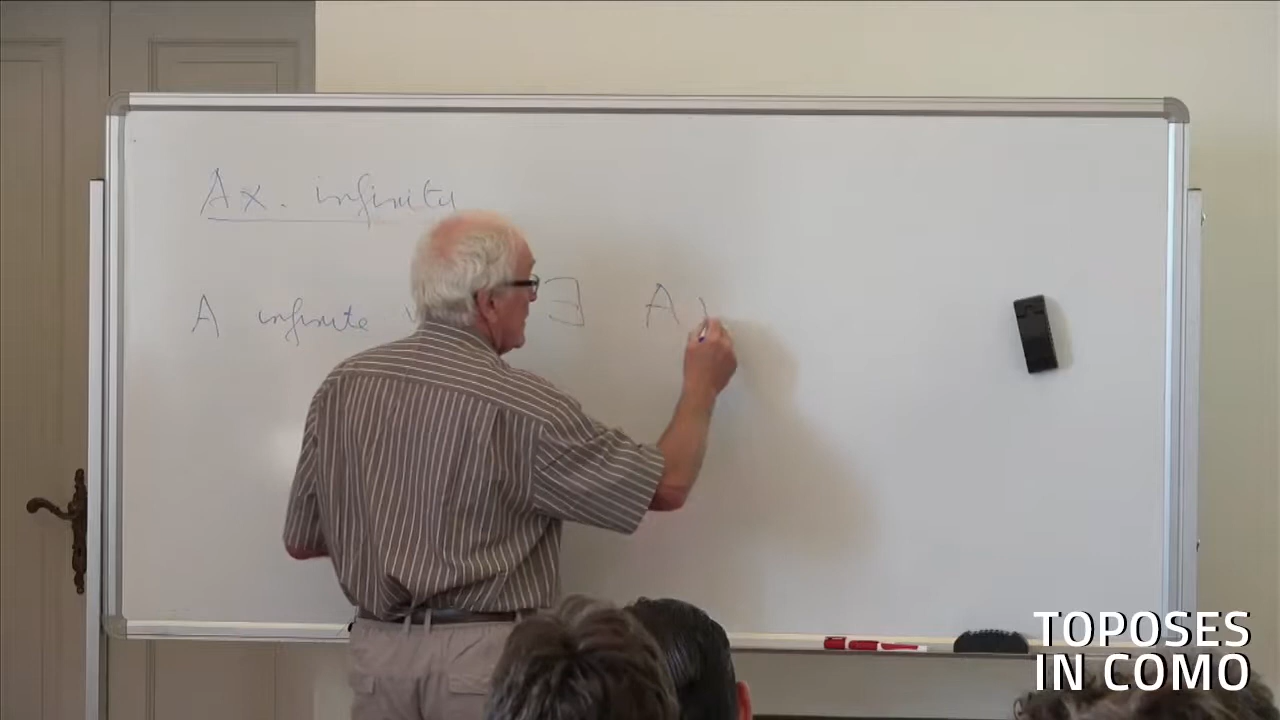 Ax. infinity
A infinite ∃ A
TOPOSES
IN COMO